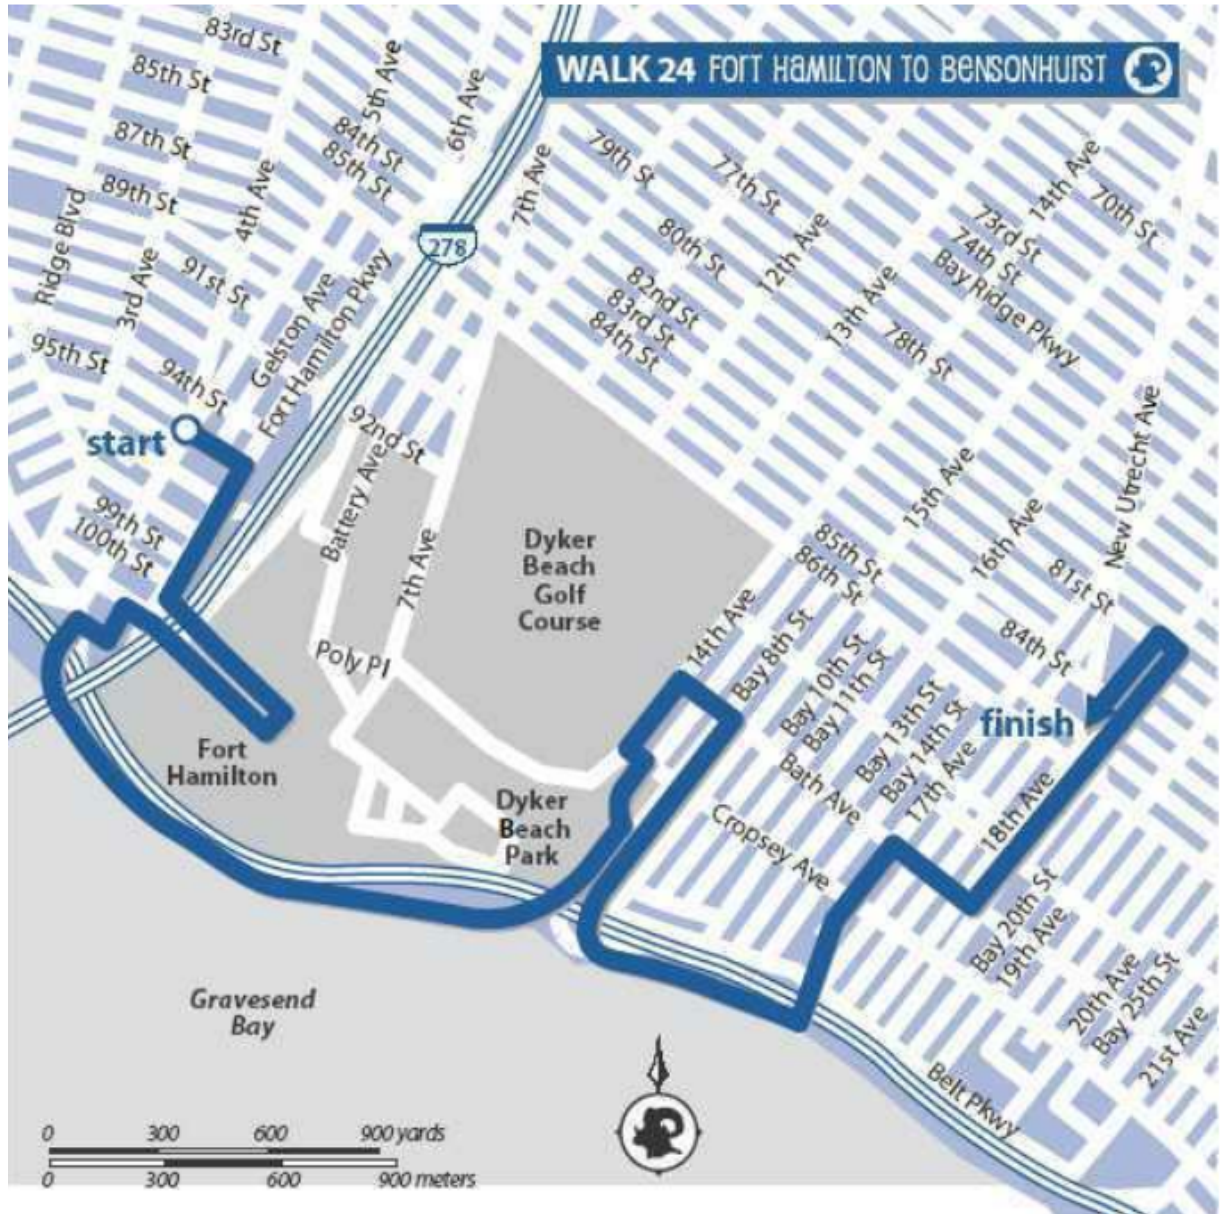 WALK 24 FORT HAMILTON TO BENSONHURST
83rd St
85th St
87th St
89th St
5th Ave
84th St
85th St
6th Ave
4th Ave
Ridge Blvd
3rd Ave
91st St
95th St
94th St
Gelston Ave
Fort Hamilton Pkwy
278
7th Ave
79th St
77th St
80th St
82nd St
83rd St
84th St
12th Ave
13th Ave
78th St
73rd St
74th St
Bay Ridge Pkwy
14th Ave
70th St
New Utrecht Ave
start
92nd St
Battery Ave
7th Ave
99th St
100th St
Dyker
Beach
Golf
Course
15th Ave
16th Ave
85th St
86th St
81st St
84th St
14th Ave
Bay 8th St
Bay 10th St
Bay 11th St
Bay 13th St
Bay 14th St
17th Ave
finish
Poly Pl
Fort
Hamilton
Dyker
Beach
Park
Bath Ave
Cropsey Ave
18th Ave
Bay 20th St
19th Ave
20th Ave
Bay 25th St
21st Ave
Belt Pkwy
Gravesend
Bay
0 300 600 900 yards
0 300 600 900 meters